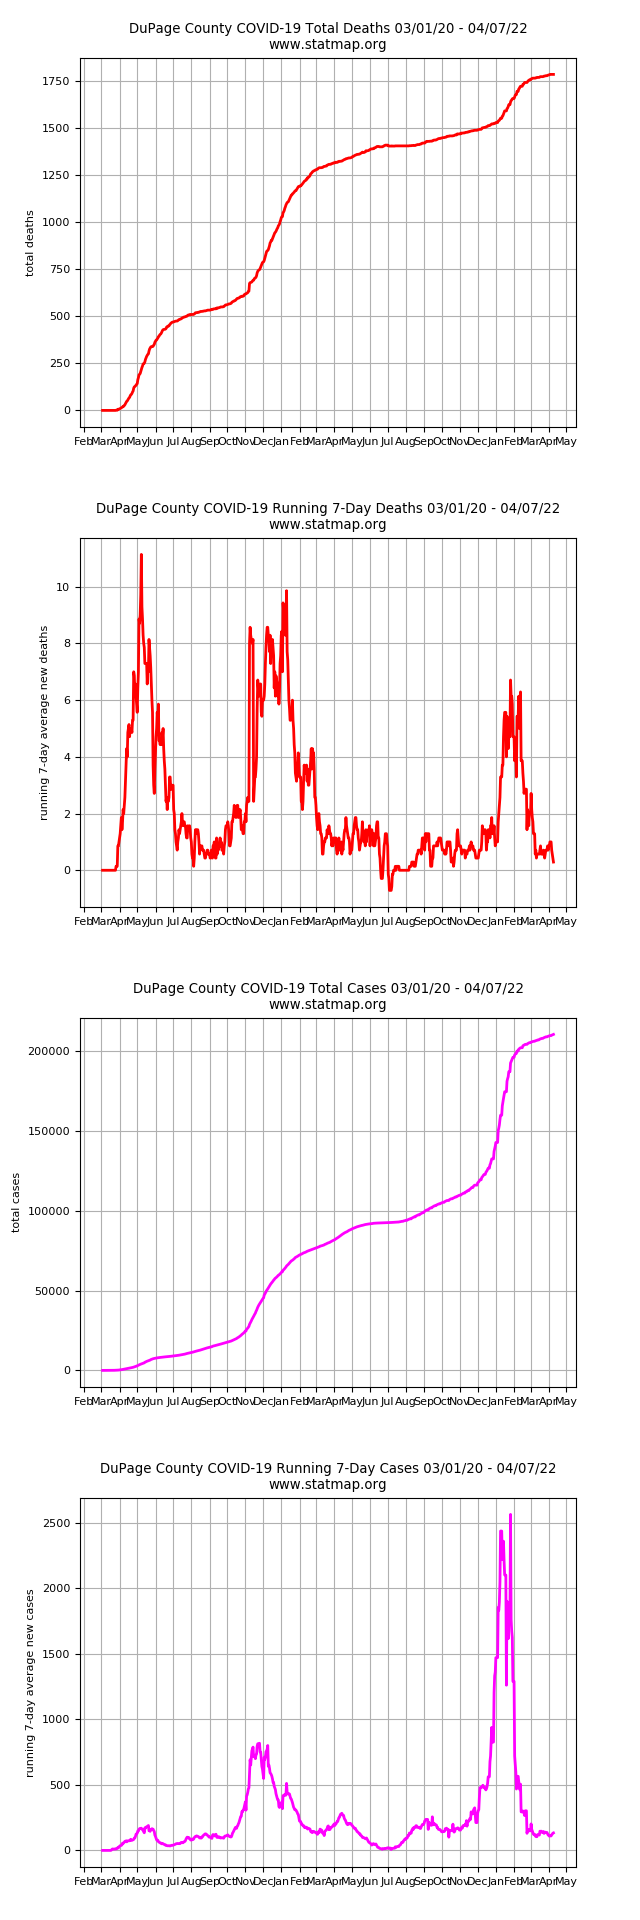 DuPage County COVID-19 Total Deaths 03/01/20 - 04/07/22
www.statmap.org
1750
1500
1250
1000
750
500
250
0
total deaths
Feb Mar Apr May Jun Jul Aug Sep Oct Nov Dec Jan Feb Mar Apr May Jun Jul Aug Sep Oct Nov Dec Jan Feb Mar Apr May
DuPage County COVID-19 Running 7-Day Deaths 03/01/20 - 04/07/22
www.statmap.org
10
8
6
4
2
0
running 7-day average new deaths
Feb Mar Apr May Jun Jul Aug Sep Oct Nov Dec Jan Feb Mar Apr May Jun Jul Aug Sep Oct Nov Dec Jan Feb Mar Apr May
DuPage County COVID-19 Total Cases 03/01/20 - 04/07/22
www.statmap.org
200000
150000
100000
50000
0
total cases
Feb Mar Apr May Jun Jul Aug Sep Oct Nov Dec Jan Feb Mar Apr May Jun Jul Aug Sep Oct Nov Dec Jan Feb Mar Apr May
DuPage County COVID-19 Running 7-Day Cases 03/01/20 - 04/07/22
www.statmap.org
2500
2000
1500
1000
500
0
running 7-day average new cases
Feb Mar Apr May Jun Jul Aug Sep Oct Nov Dec Jan Feb Mar Apr May Jun Jul Aug Sep Oct Nov Dec Jan Feb Mar Apr May